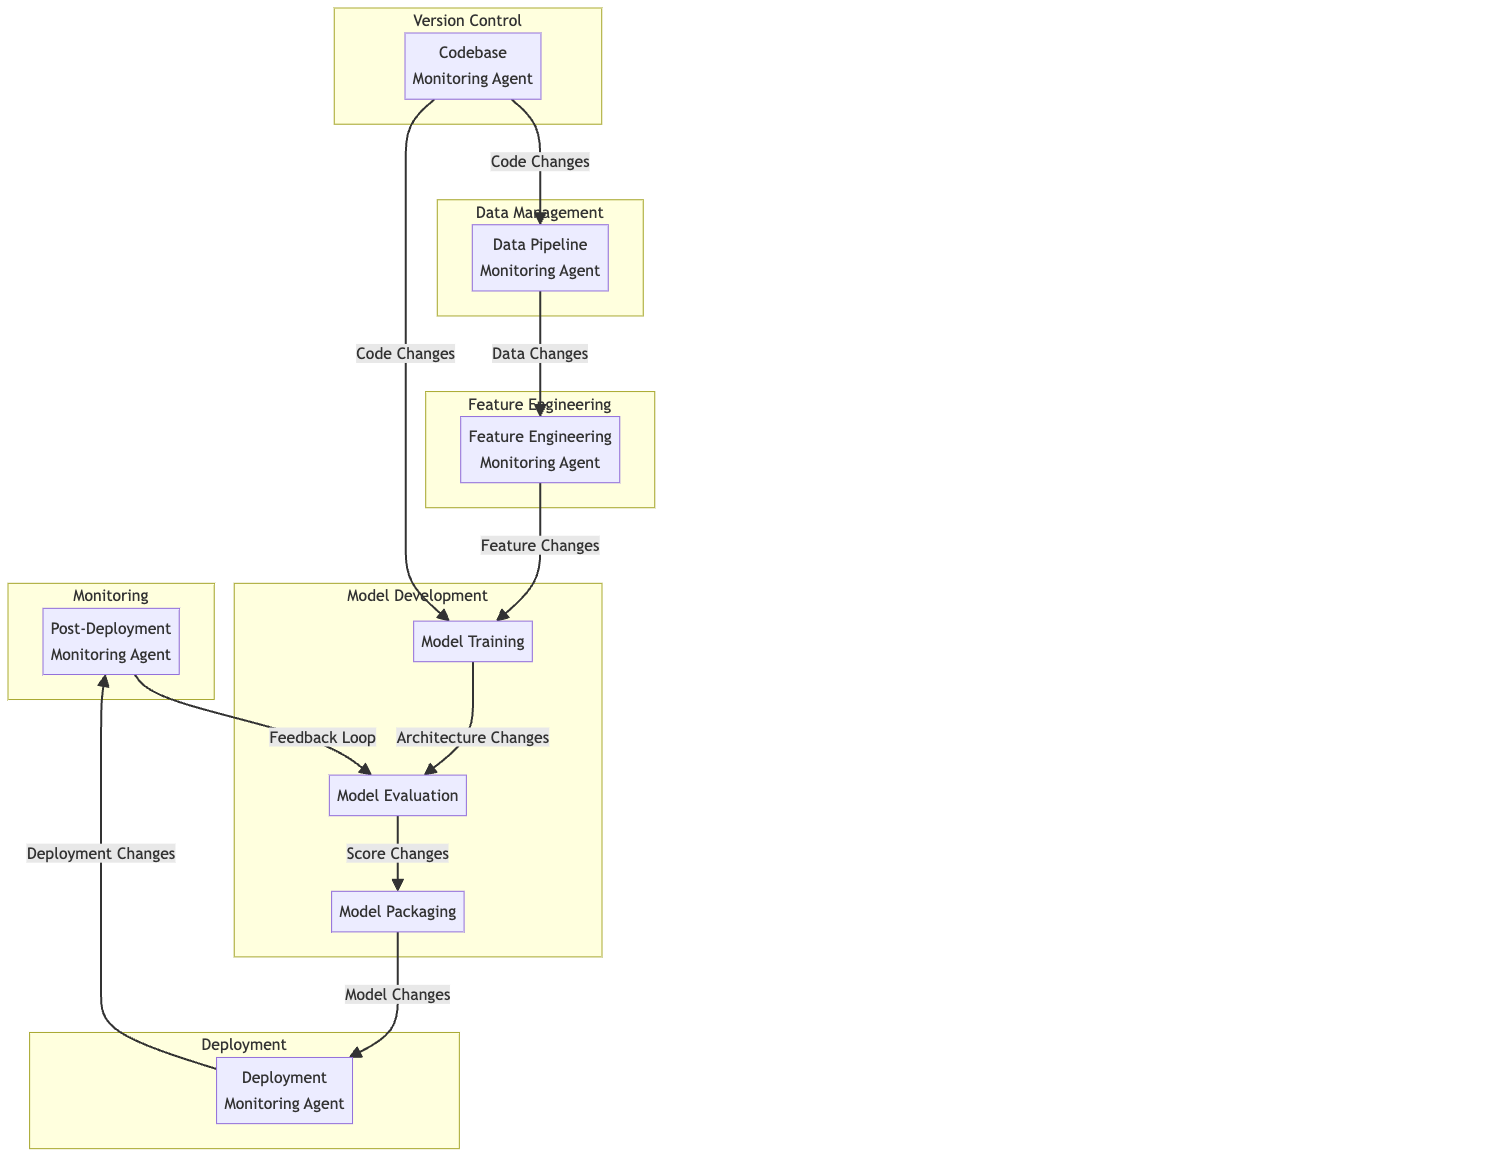 Version Control
Codebase
Monitoring Agent
Code Changes
Data Management
Data Pipeline
Monitoring Agent
Code Changes
Data Changes
Feature Engineering
Feature Engineering
Monitoring Agent
Feature Changes
Monitoring
Post-Deployment
Monitoring Agent
Model Development
Model Training
Feedback Loop
Architecture Changes
Model Evaluation
Deployment Changes
Score Changes
Model Packaging
Model Changes
Deployment
Deployment
Monitoring Agent